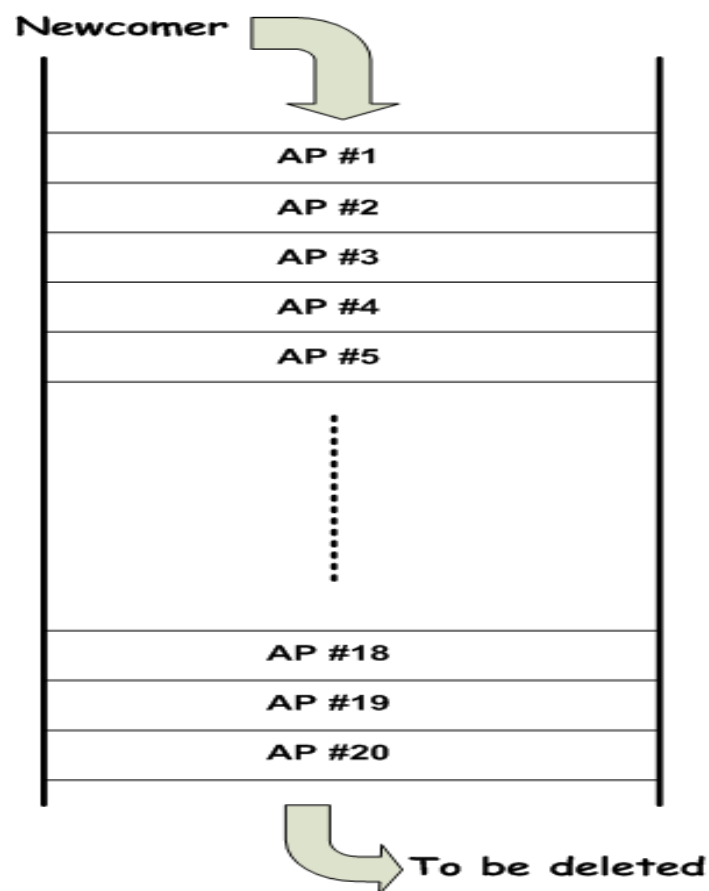 Newcomer
AP #1
AP #2
AP #3
AP #4
AP #5
AP #18
AP #19
AP #20
To be deleted